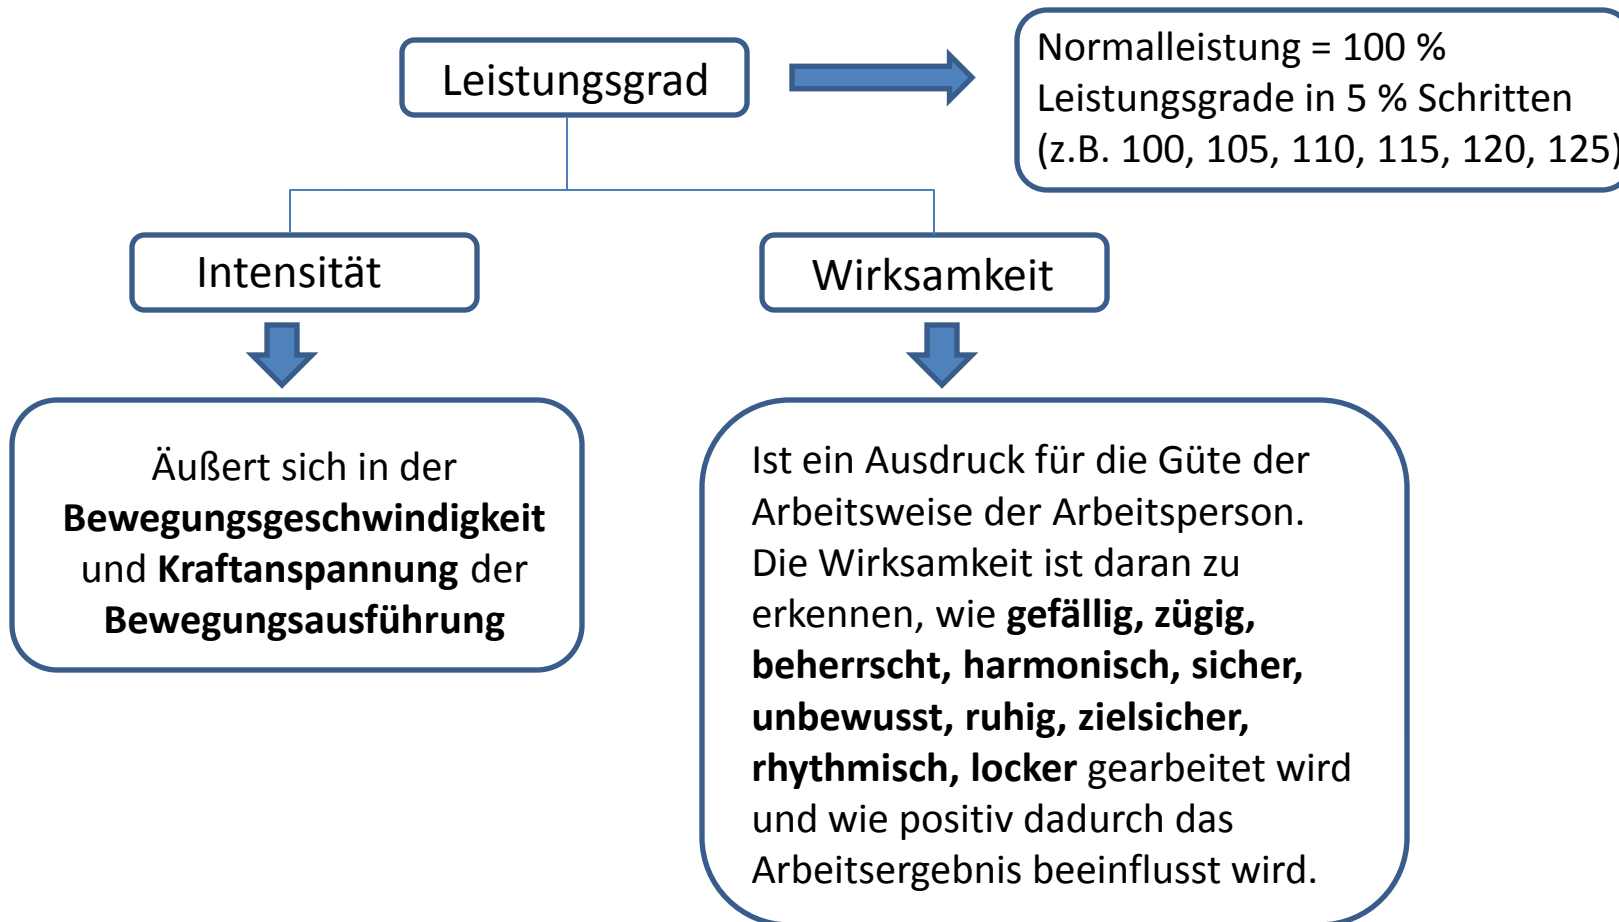 Leistungsgrad
Normalleistung = 100 %
Leistungsgrade in 5 % Schritten
(z.B. 100, 105, 110, 115, 120, 125)
Intensität
Wirksamkeit
Äußert sich in der
Bewegungsgeschwindigkeit
und Kraftanspannung der
Bewegungsausführung
Ist ein Ausdruck für die Güte der
Arbeitsweise der Arbeitsperson.
Die Wirksamkeit ist daran zu
erkennen, wie gefällig, zügig,
beherrscht, harmonisch, sicher,
unbewusst, ruhig, zielsicher,
rhythmisch, locker gearbeitet wird
und wie positiv dadurch das
Arbeitsergebnis beeinflusst wird.